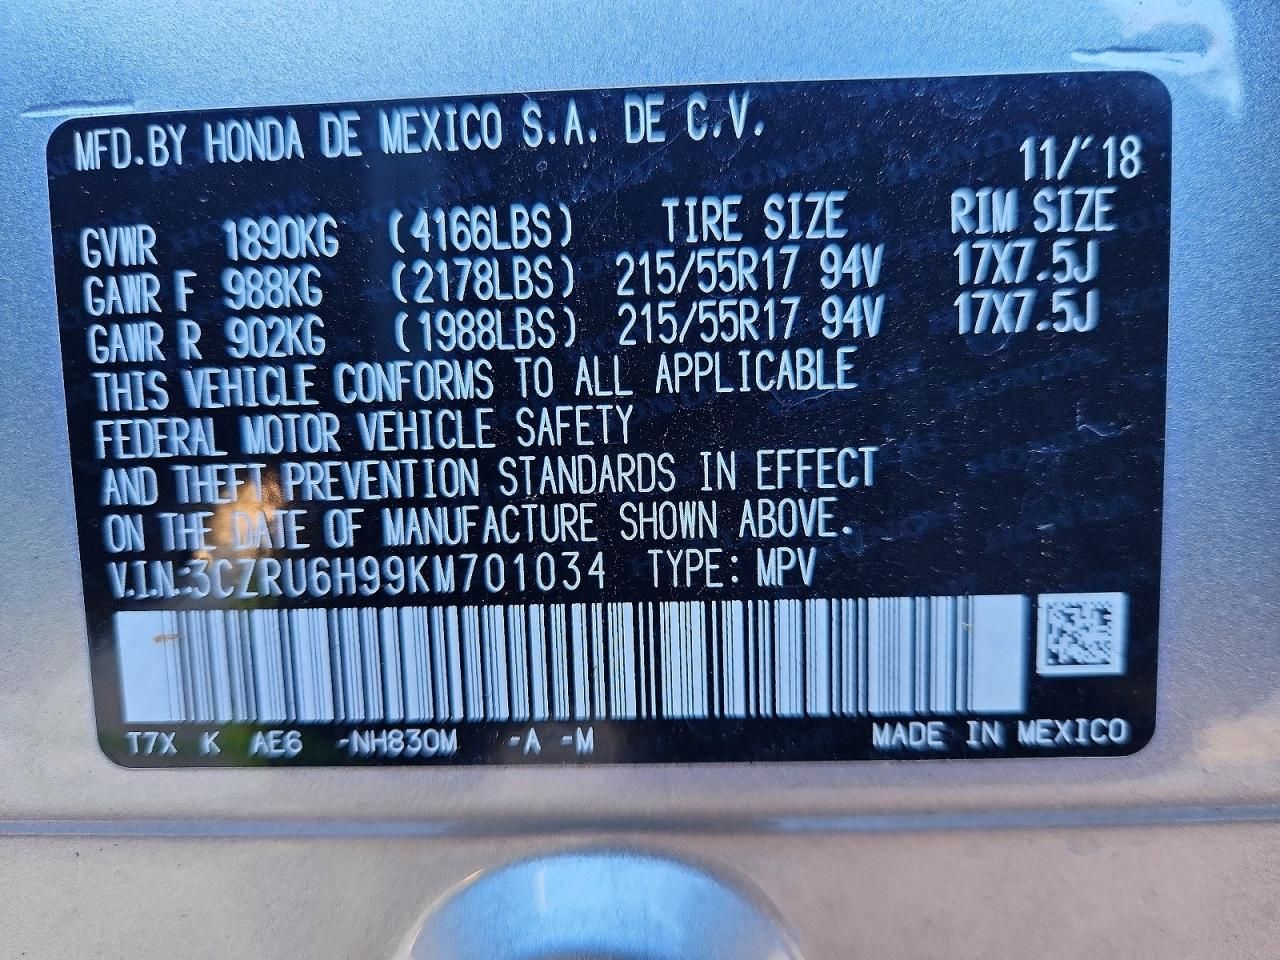 MFD.BY HONDA DE MEXICO S.A. DE C.V.
11/'18
GVWR 1890KG (4166LBS) TIRE SIZE RIM SIZE
GAWR F 988KG (2178LBS) 215/55R17 94V 17X7.5J
GAWR R 902KG (1988LBS) 215/55R17 94V 17X7.5J
THIS VEHICLE CONFORMS TO ALL APPLICABLE
FEDERAL MOTOR VEHICLE SAFETY
AND THEFT PREVENTION STANDARDS IN EFFECT
ON THE DATE OF MANUFACTURE SHOWN ABOVE.
V.I.N.:3CZRU6H99KM701034 TYPE: MPV
T7X K AE6 -NH830M -A -M MADE IN MEXICO